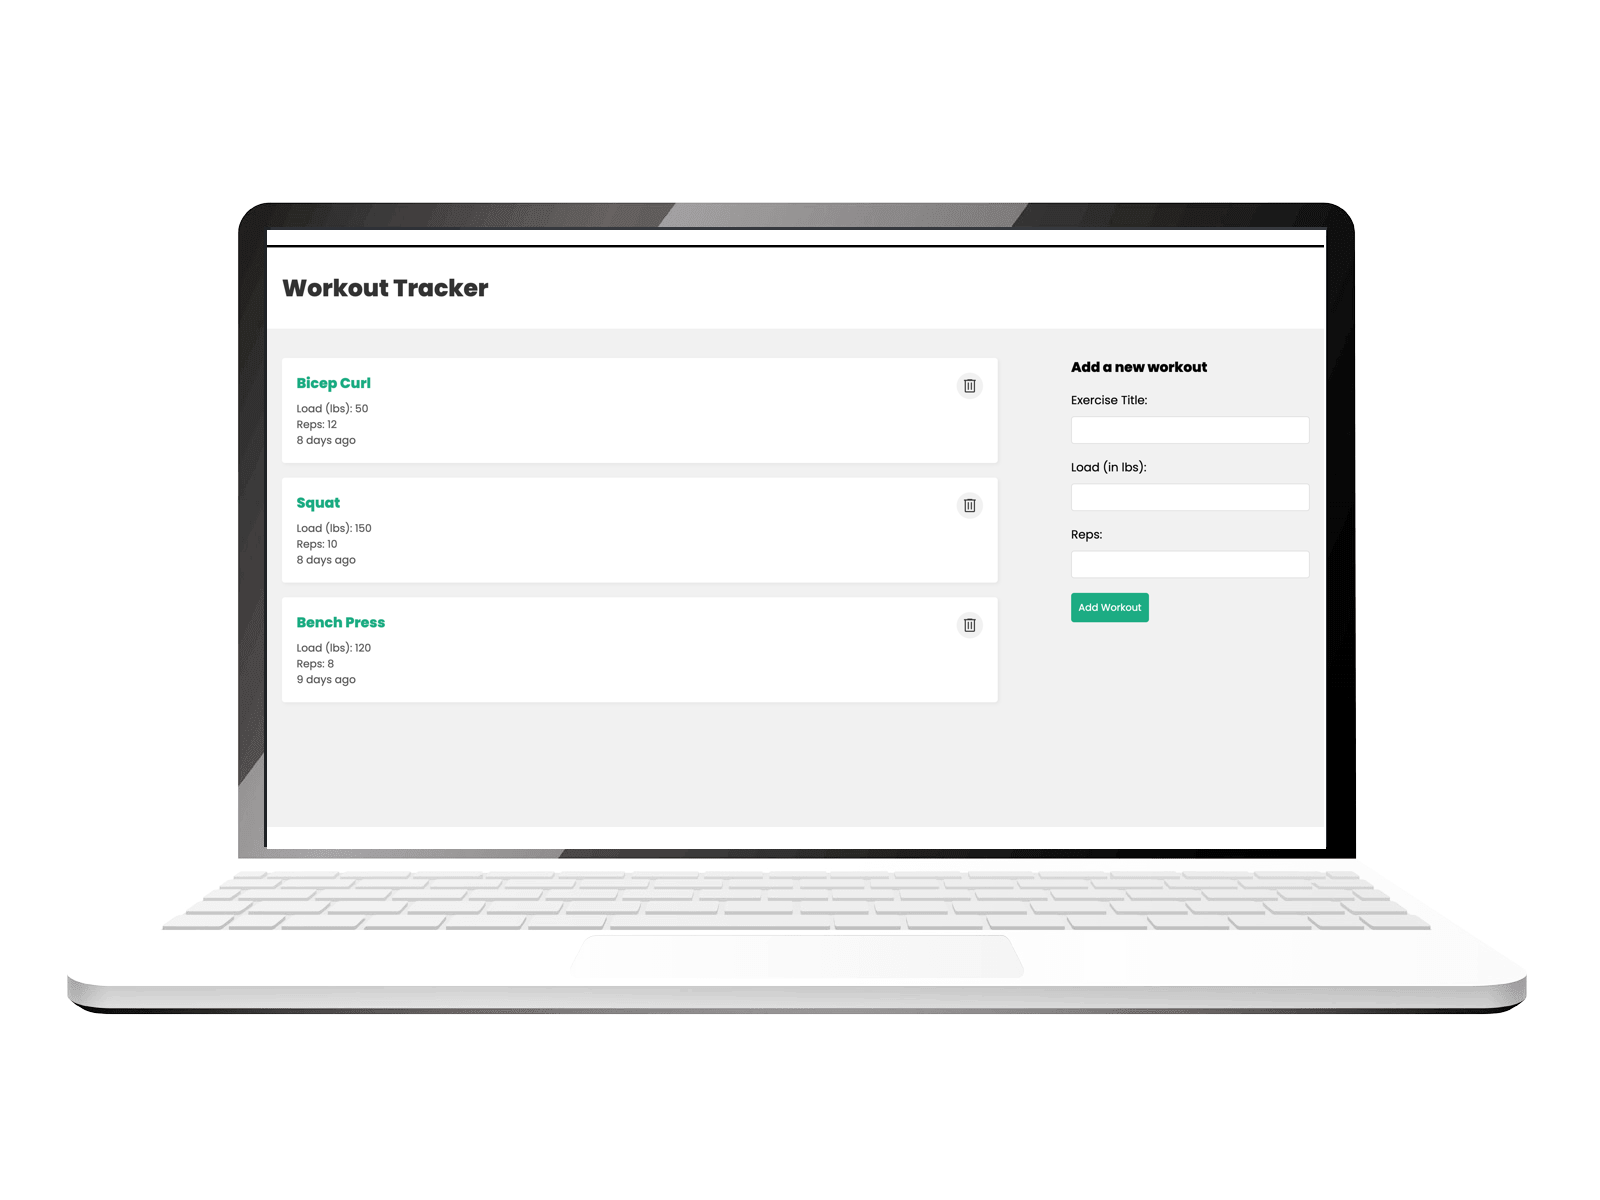 Workout Tracker
Bicep Curl
Load (lbs): 50
Reps: 12
8 days ago
Squat
Load (lbs): 150
Reps: 10
8 days ago
Bench Press
Load (lbs): 120
Reps: 8
9 days ago
Add a new workout
Exercise Title:
Load (in lbs):
Reps:
Add Workout